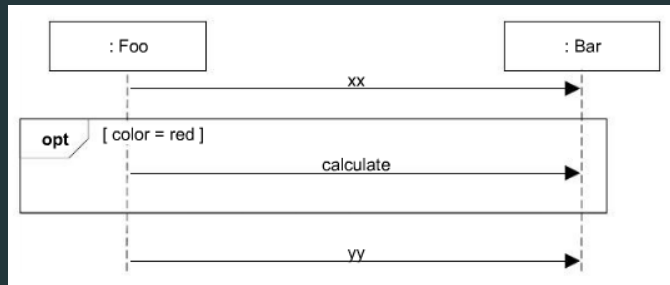 : Foo
: Bar
xx
opt
[ color = red ]
calculate
yy